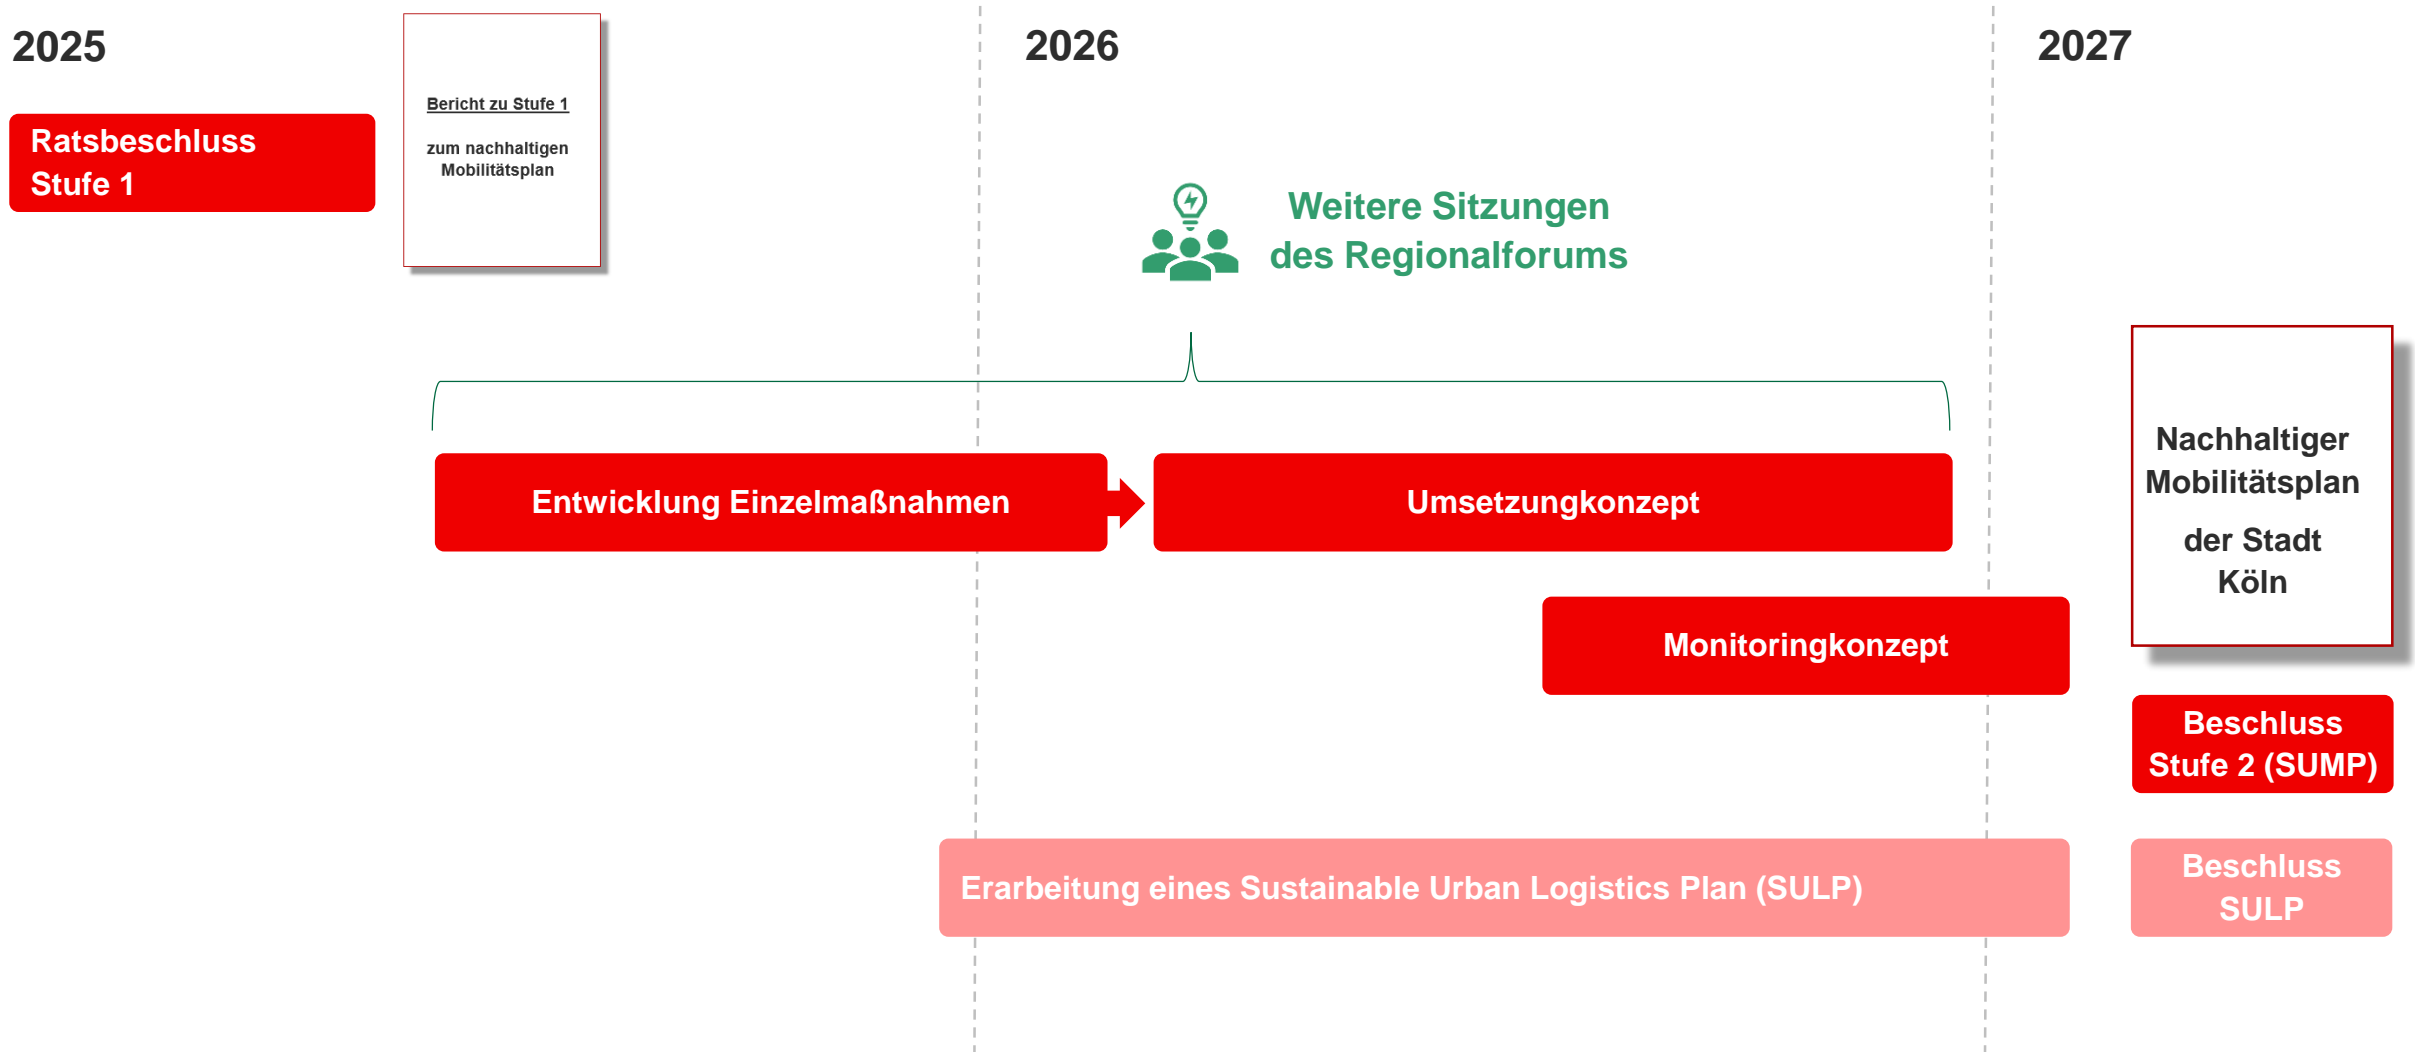 2025
2026
2027
Ratsbeschluss
Stufe 1
Bericht zu Stufe 1
zum nachhaltigen
Mobilitätsplan
Weitere Sitzungen
des Regionalforums
Entwicklung Einzelmaßnahmen
Umsetzungkonzept
Monitoringkonzept
Nachhaltiger
Mobilitätsplan
der Stadt
Köln
Beschluss
Stufe 2 (SUMP)
Erarbeitung eines Sustainable Urban Logistics Plan (SULP)
Beschluss
SULP